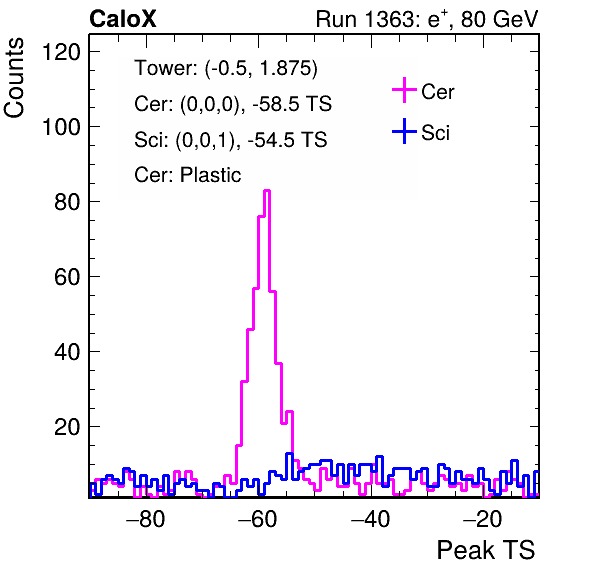 CaloX Run 1363: e⁺, 80 GeV
Counts
120
100
80
60
40
20
Tower: (-0.5, 1.875)
Cer: (0,0,0), -58.5 TS
Sci: (0,0,1), -54.5 TS
Cer: Plastic
Cer
Sci
−80 −60 −40 −20
Peak TS